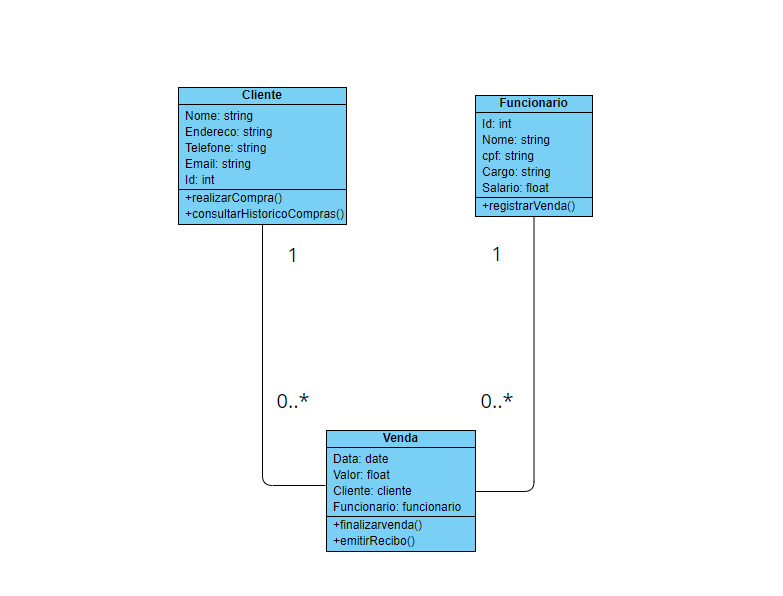 Cliente
Nome: string
Endereco: string
Telefone: string
Email: string
Id: int
+realizarCompra()
+consultarHistoricoCompras()
Funcionario
Id: int
Nome: string
cpf: string
Cargo: string
Salario: float
+registrarVenda()
1
1
0..*
0..*
Venda
Data: date
Valor: float
Cliente: cliente
Funcionario: funcionario
+finalizarvenda()
+emitirRecibo()